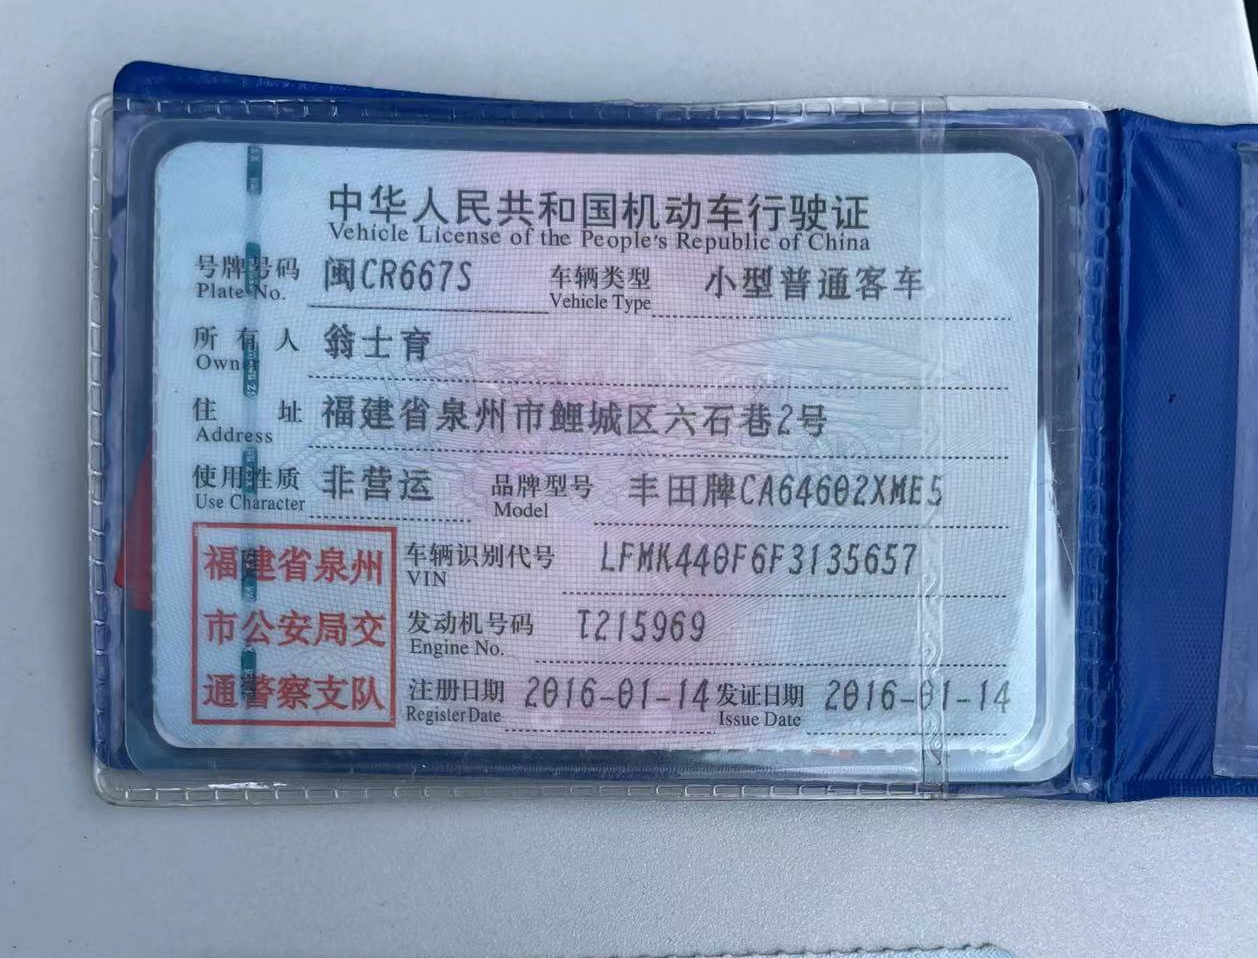 中华人民共和国机动车行驶证
Vehicle License of the People's Republic of China
号牌号码 闽CR667S 车辆类型 小型普通客车
Plate No. Vehicle Type
所有人 翁士育
Own
住址 福建省泉州市鲤城区六石巷2号
Address
使用性质 非营运 品牌型号 丰田牌CA64602XME5
Use Character Model
福建省泉州
市公安局交
通警察支队
车辆识别代号 LFMK440F6F3135657
VIN
发动机号码 T215969
Engine No.
注册日期 2016-01-14 发证日期 2016-01-14
Register Date Issue Date